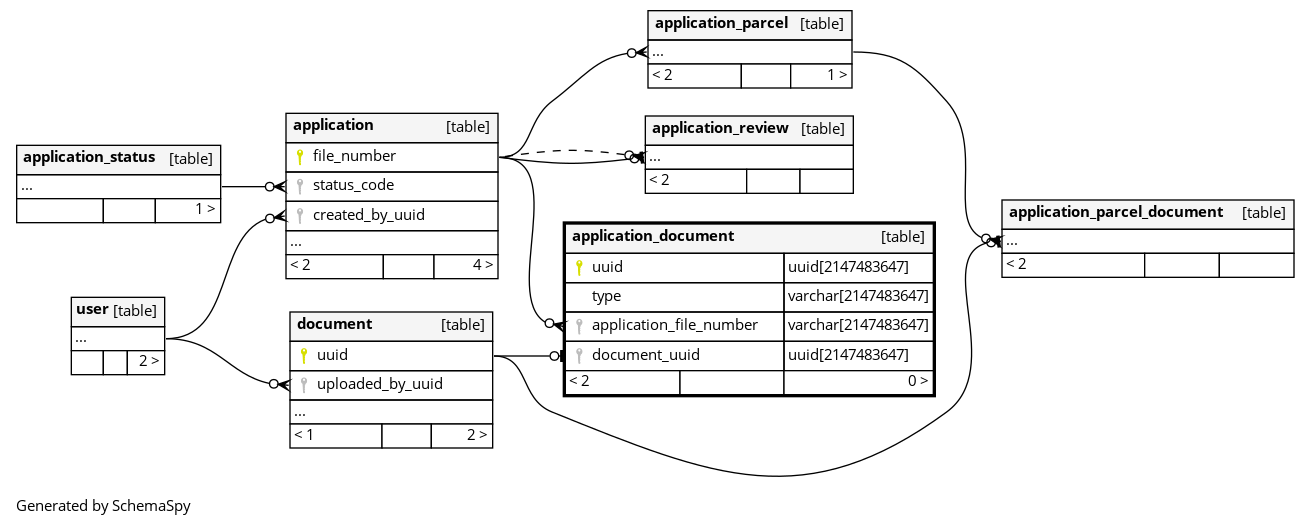 application_parcel [table]
...
< 2 1 >
application_review [table]
...
< 2
application [table]
file_number
status_code
created_by_uuid
...
< 2 4 >
application_status [table]
...
1 >
application_parcel_document [table]
...
< 2
application_document [table]
uuid uuid[2147483647]
type varchar[2147483647]
application_file_number varchar[2147483647]
document_uuid uuid[2147483647]
< 2 0 >
user [table]
...
2 >
document [table]
uuid
uploaded_by_uuid
...
< 1 2 >
Generated by SchemaSpy